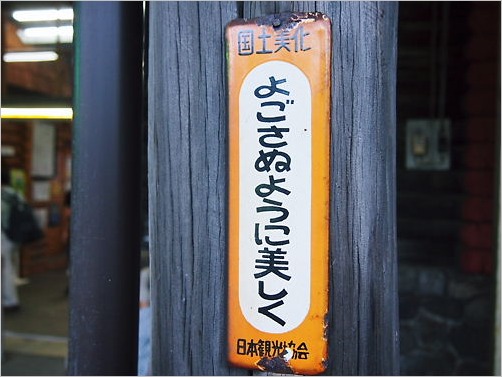 国土美化
よごさぬように美しく
日本観光協会